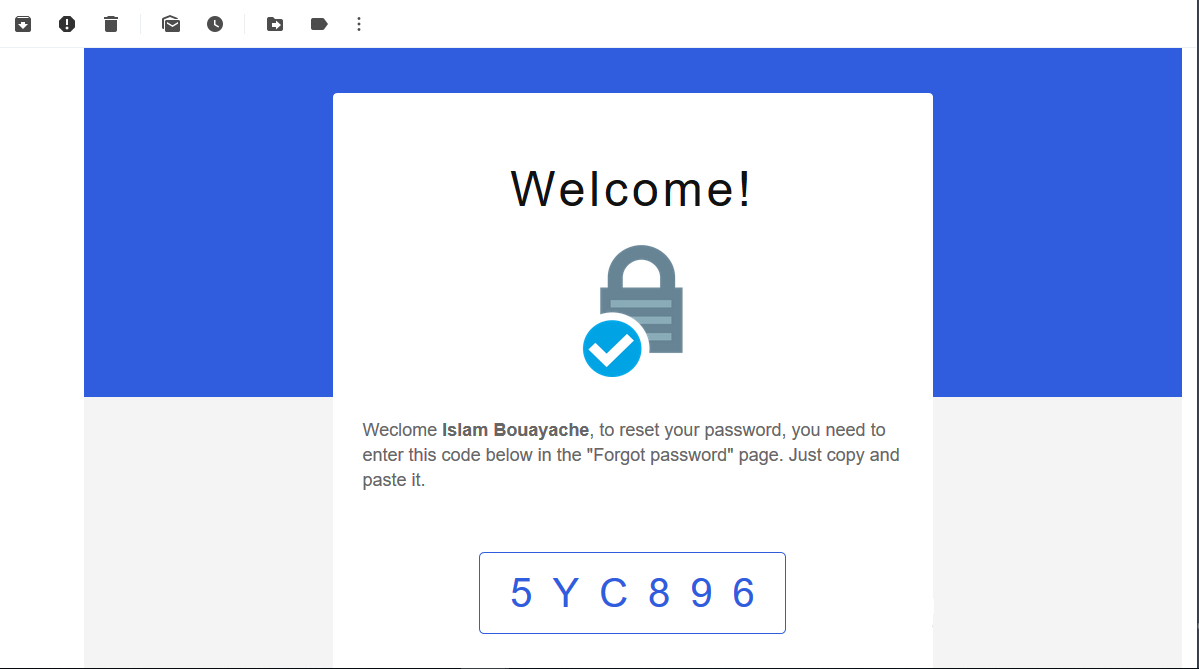 Welcome!
Weclome Islam Bouayache, to reset your password, you need to
enter this code below in the "Forgot password" page. Just copy and
paste it.
5 Y C 8 9 6